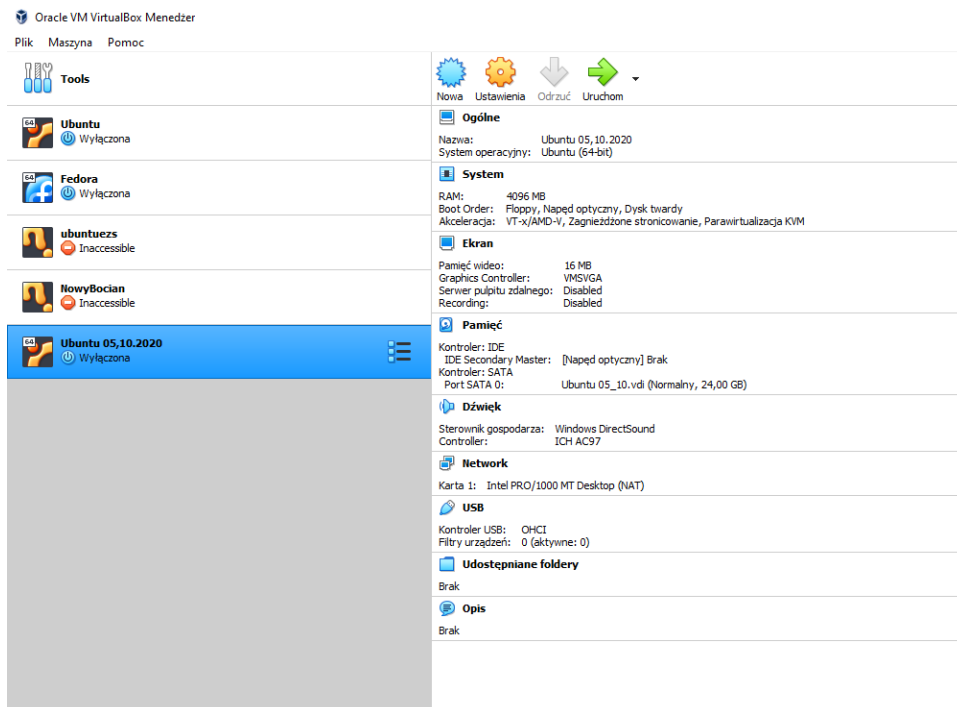 Oracle VM VirtualBox Menedżer
Plik Maszyna Pomoc
Tools
64
Ubuntu
Wyłączona
64
Fedora
Wyłączona
ubuntuezs
Inaccessible
NowyBocian
Inaccessible
64
Ubuntu 05,10.2020
Wyłączona
Nowa Ustawienia Odrzuć Uruchom
Ogólne
Nazwa: Ubuntu 05,10.2020
System operacyjny: Ubuntu (64-bit)
System
RAM: 4096 MB
Boot Order: Floppy, Napęd optyczny, Dysk twardy
Akceleracja: VT-x/AMD-V, Zagnieżdżone stronicowanie, Parawirtualizacja KVM
Ekran
Pamięć wideo: 16 MB
Graphics Controller: VMSVGA
Serwer pulpitu zdalnego: Disabled
Recording: Disabled
Pamięć
Kontroler: IDE
IDE Secondary Master: [Napęd optyczny] Brak
Kontroler: SATA
Port SATA 0: Ubuntu 05_10.vdi (Normalny, 24,00 GB)
Dźwięk
Sterownik gospodarza: Windows DirectSound
Controller: ICH AC97
Network
Karta 1: Intel PRO/1000 MT Desktop (NAT)
USB
Kontroler USB: OHCI
Filtry urządzeń: 0 (aktywne: 0)
Udostępniane foldery
Brak
Opis
Brak